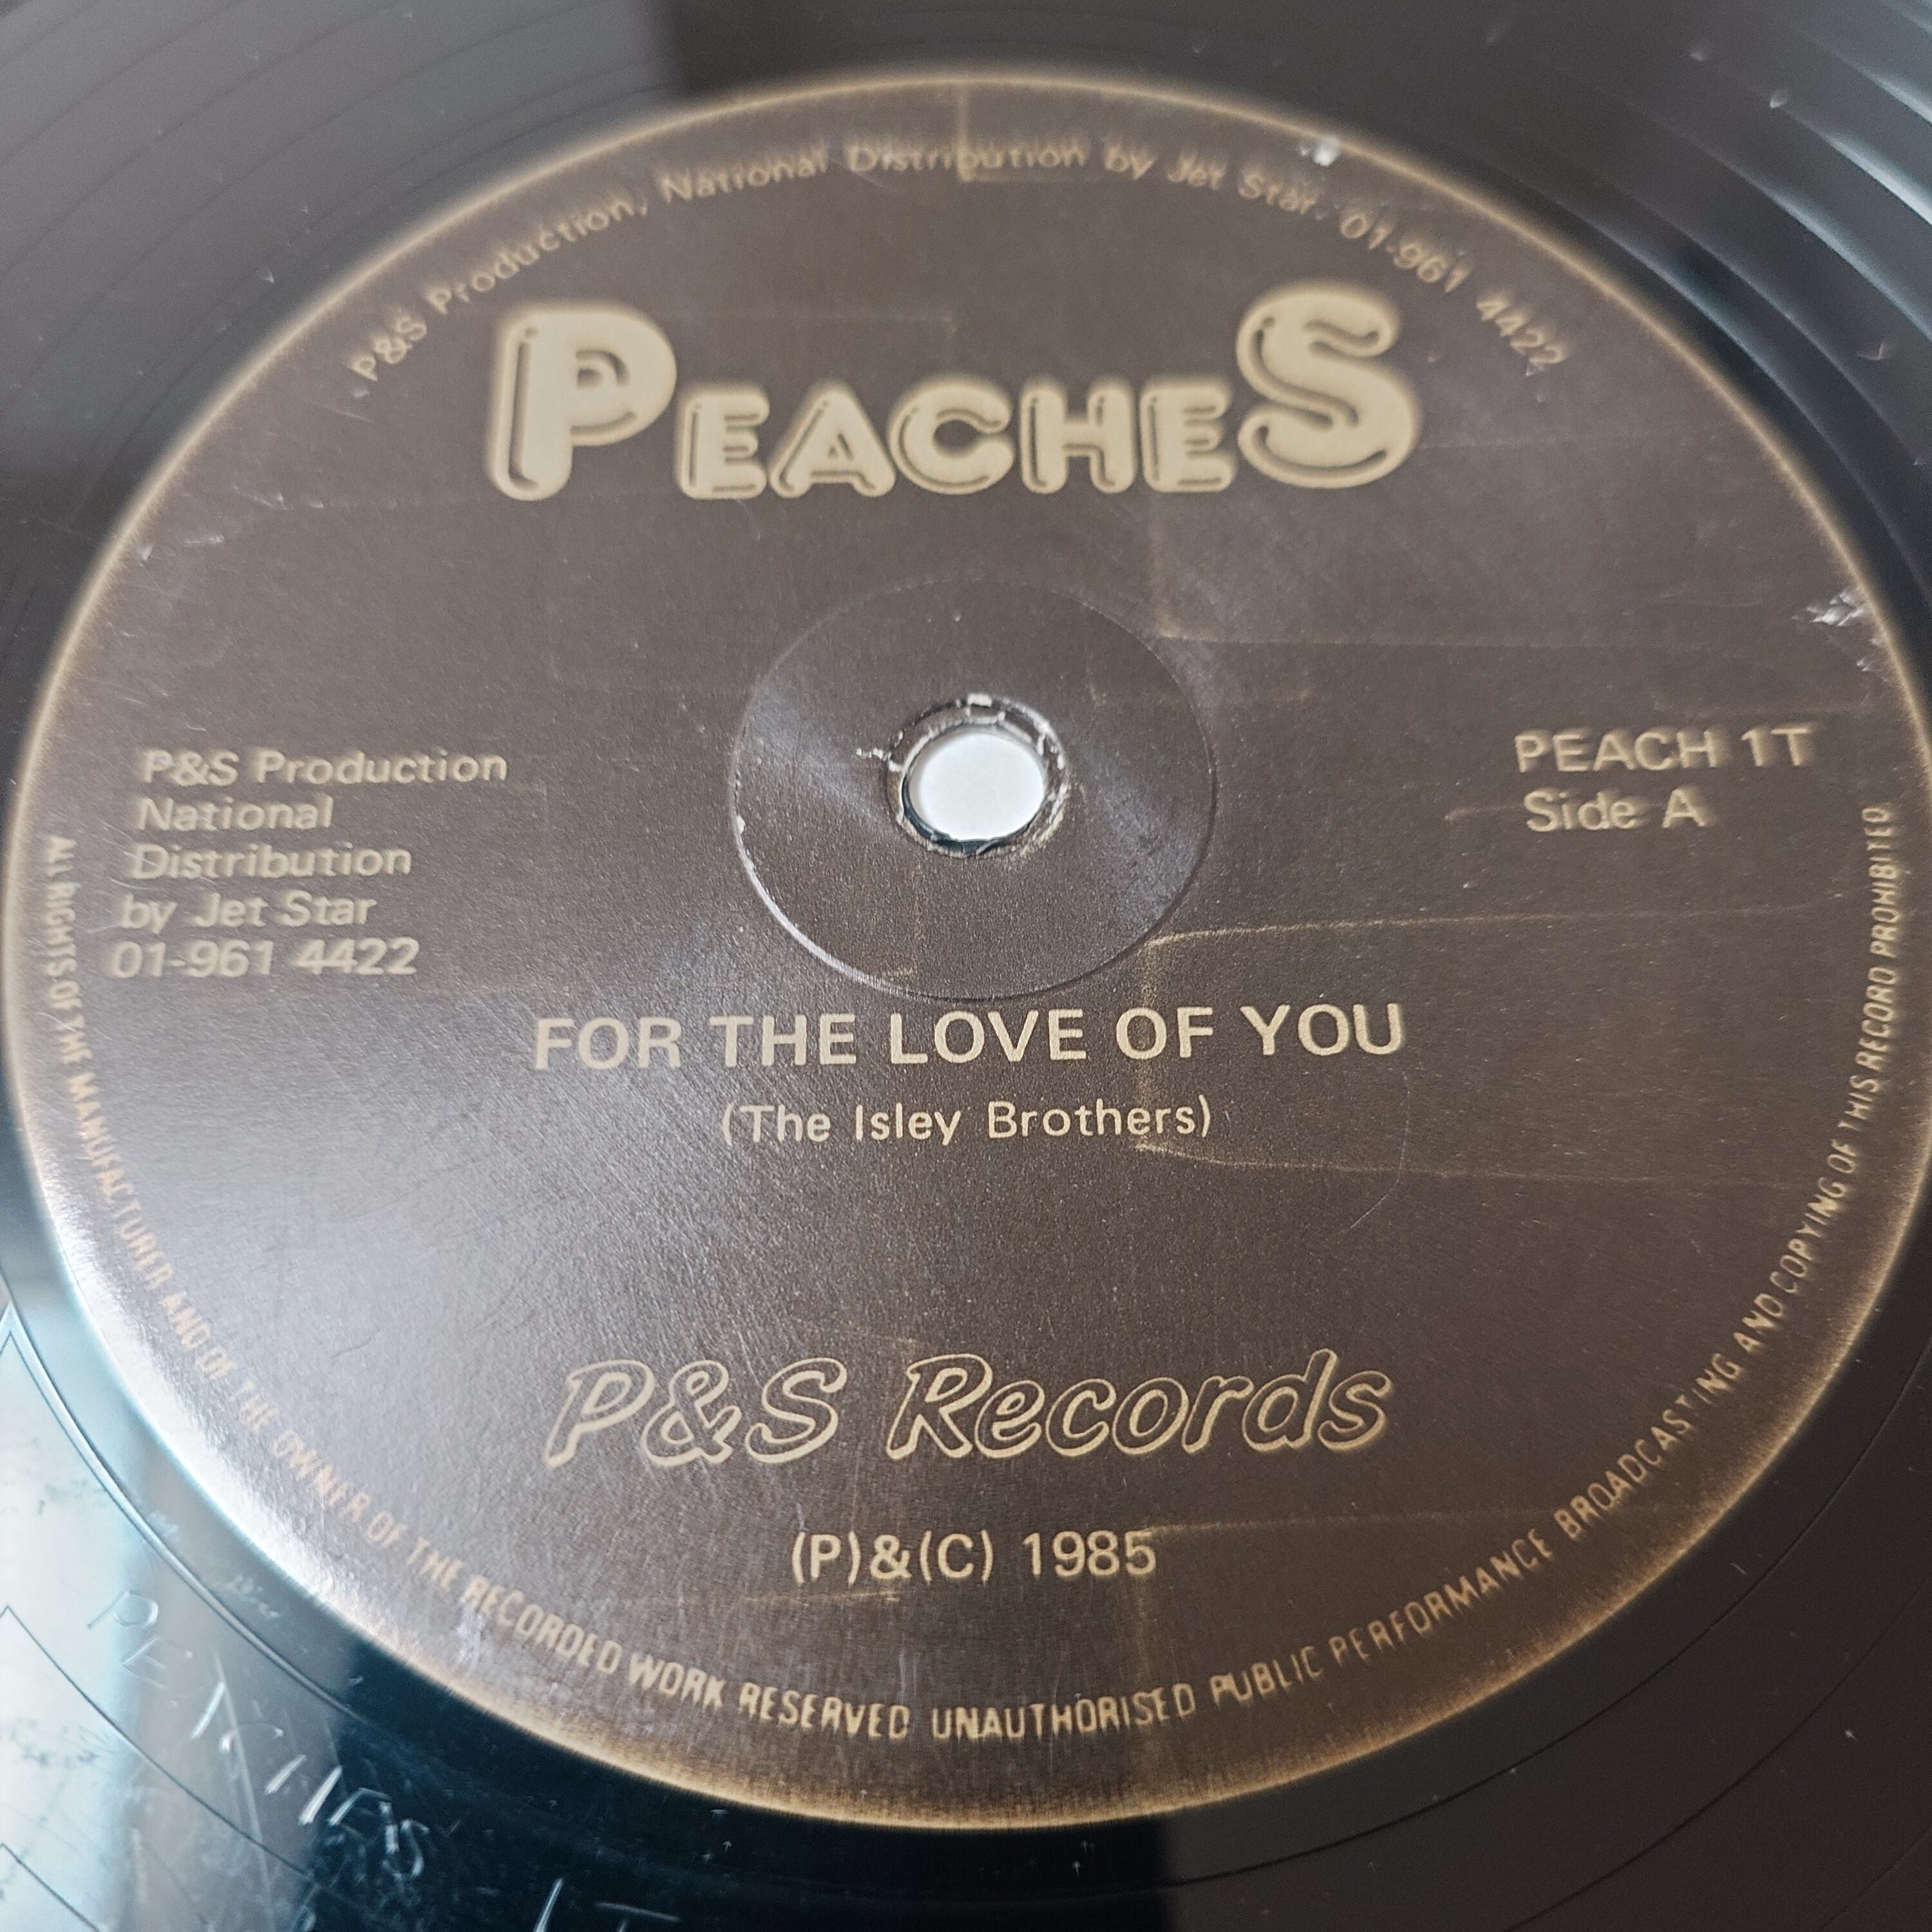 P&S Production, National Distribution by Jet Star. 01-961 4422
PEACHES
P&S Production
National
Distribution
by Jet Star
01-961 4422
PEACH 1T
Side A
FOR THE LOVE OF YOU
(The Isley Brothers)
P&S Records
(P)&(C) 1985
ALL RIGHTS OF THE MANUFACTURER AND OF THE OWNER OF THE RECORDED WORK RESERVED UNAUTHORISED PUBLIC PERFORMANCE BROADCASTING AND COPYING OF THIS RECORD PROHIBITED